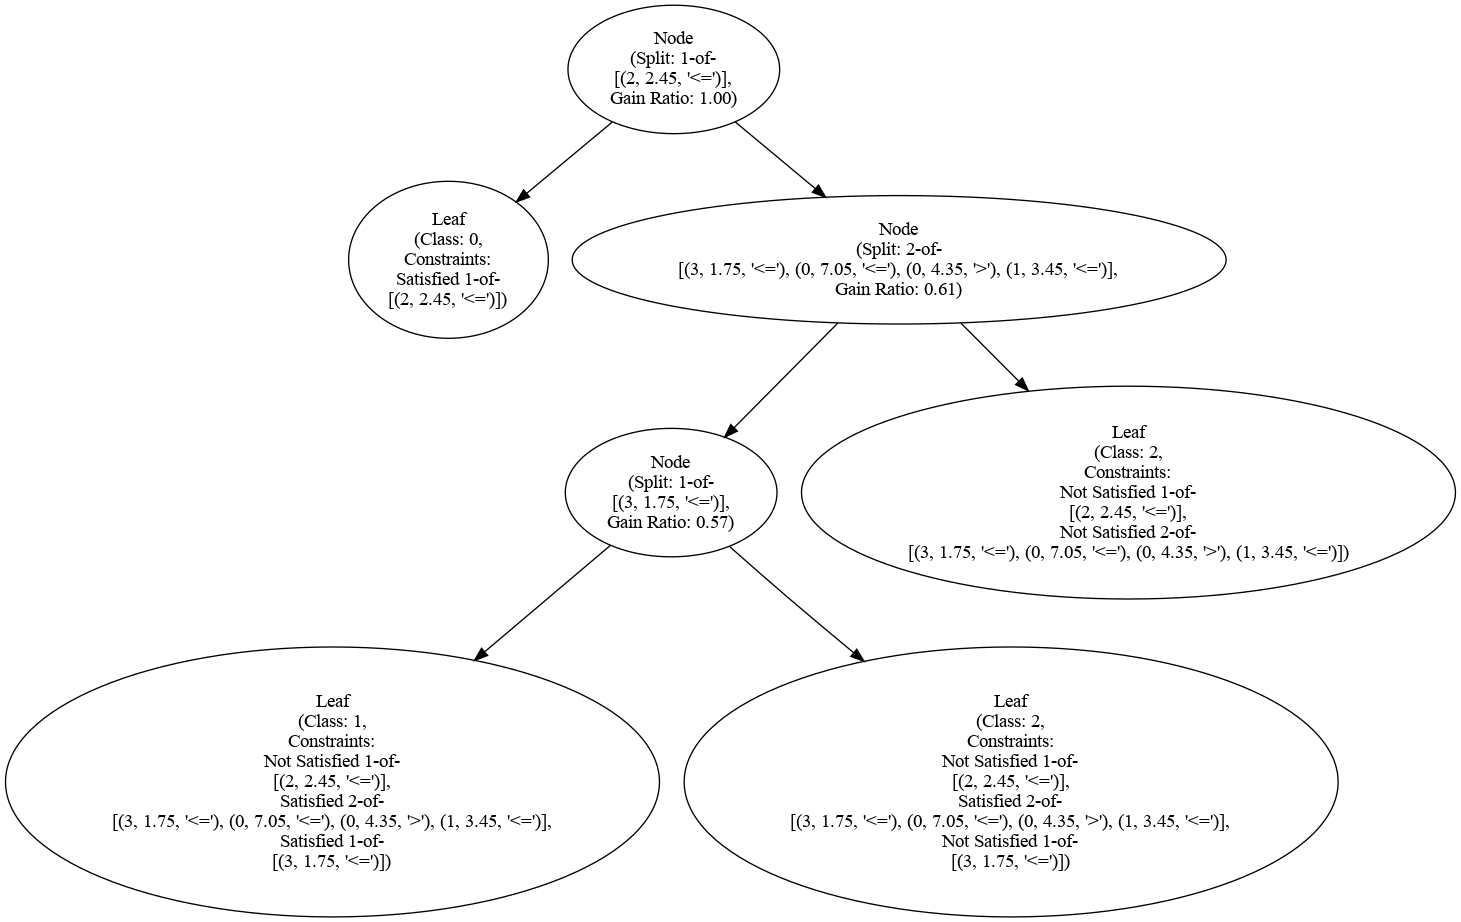 Node
(Split: 1-of-
[(2, 2.45, '<=')],
Gain Ratio: 1.00)
Leaf
(Class: 0,
Constraints:
Satisfied 1-of-
[(2, 2.45, '<=')])
Node
(Split: 2-of-
[(3, 1.75, '<='), (0, 7.05, '<='), (0, 4.35, '>'), (1, 3.45, '<=')],
Gain Ratio: 0.61)
Node
(Split: 1-of-
[(3, 1.75, '<=')],
Gain Ratio: 0.57)
Leaf
(Class: 2,
Constraints:
Not Satisfied 1-of-
[(2, 2.45, '<=')],
Not Satisfied 2-of-
[(3, 1.75, '<='), (0, 7.05, '<='), (0, 4.35, '>'), (1, 3.45, '<=')])
Leaf
(Class: 1,
Constraints:
Not Satisfied 1-of-
[(2, 2.45, '<=')],
Satisfied 2-of-
[(3, 1.75, '<='), (0, 7.05, '<='), (0, 4.35, '>'), (1, 3.45, '<=')],
Satisfied 1-of-
[(3, 1.75, '<=')])
Leaf
(Class: 2,
Constraints:
Not Satisfied 1-of-
[(2, 2.45, '<=')],
Satisfied 2-of-
[(3, 1.75, '<='), (0, 7.05, '<='), (0, 4.35, '>'), (1, 3.45, '<=')],
Not Satisfied 1-of-
[(3, 1.75, '<=')])